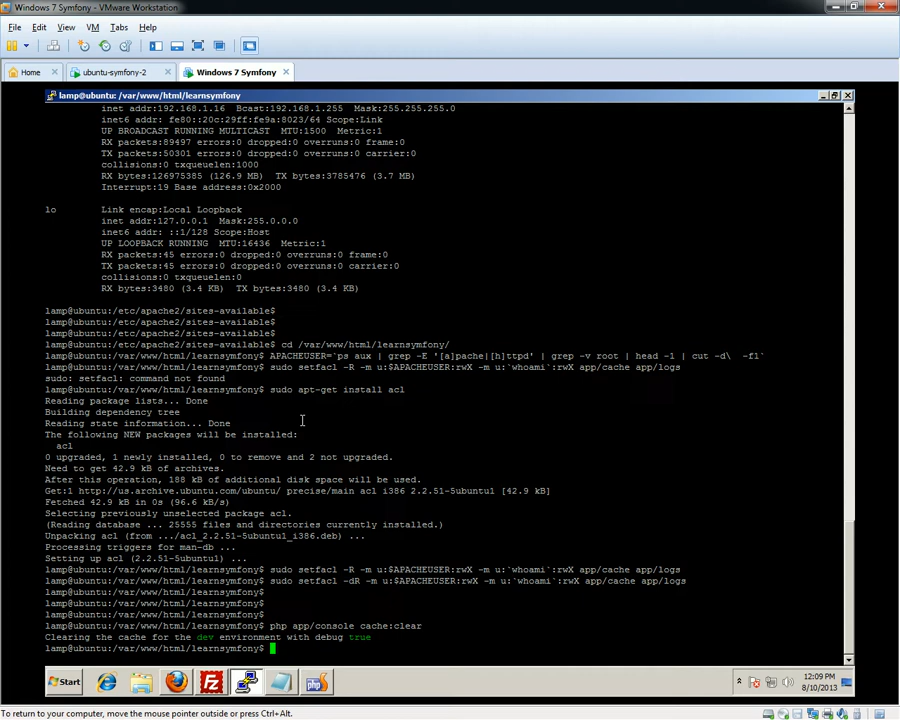 Windows 7 Symfony - VMware Workstation
File Edit View VM Tabs Help
Home ubuntu-symfony-2 Windows 7 Symfony
lamp@ubuntu: /var/www/html/learnsymfony
inet addr:192.168.1.16  Bcast:192.168.1.255  Mask:255.255.255.0
inet6 addr: fe80::20c:29ff:fe9a:8023/64 Scope:Link
UP BROADCAST RUNNING MULTICAST  MTU:1500  Metric:1
RX packets:89497 errors:0 dropped:0 overruns:0 frame:0
TX packets:50301 errors:0 dropped:0 overruns:0 carrier:0
collisions:0 txqueuelen:1000
RX bytes:126975385 (126.9 MB)  TX bytes:3785476 (3.7 MB)
Interrupt:19 Base address:0x2000
lo        Link encap:Local Loopback
inet addr:127.0.0.1  Mask:255.0.0.0
inet6 addr: ::1/128 Scope:Host
UP LOOPBACK RUNNING  MTU:16436  Metric:1
RX packets:45 errors:0 dropped:0 overruns:0 frame:0
TX packets:45 errors:0 dropped:0 overruns:0 carrier:0
collisions:0 txqueuelen:0
RX bytes:3480 (3.4 KB)  TX bytes:3480 (3.4 KB)
lamp@ubuntu:/etc/apache2/sites-available$
lamp@ubuntu:/etc/apache2/sites-available$
lamp@ubuntu:/etc/apache2/sites-available$
lamp@ubuntu:/etc/apache2/sites-available$ cd /var/www/html/learnsymfony/
lamp@ubuntu:/var/www/html/learnsymfony$ APACHEUSER=`ps aux | grep -E '[a]pache|[h]ttpd' | grep -v root | head -1 | cut -d\  -f1`
lamp@ubuntu:/var/www/html/learnsymfony$ sudo setfacl -R -m u:$APACHEUSER:rwX -m u:`whoami`:rwX app/cache app/logs
sudo: setfacl: command not found
lamp@ubuntu:/var/www/html/learnsymfony$ sudo apt-get install acl
Reading package lists... Done
Building dependency tree
Reading state information... Done
The following NEW packages will be installed:
acl
0 upgraded, 1 newly installed, 0 to remove and 2 not upgraded.
Need to get 42.9 kB of archives.
After this operation, 188 kB of additional disk space will be used.
Get:1 http://us.archive.ubuntu.com/ubuntu/ precise/main acl i386 2.2.51-5ubuntu1 [42.9 kB]
Fetched 42.9 kB in 0s (96.6 kB/s)
Selecting previously unselected package acl.
(Reading database ... 25555 files and directories currently installed.)
Unpacking acl (from .../acl_2.2.51-5ubuntu1_i386.deb) ...
Processing triggers for man-db ...
Setting up acl (2.2.51-5ubuntu1) ...
lamp@ubuntu:/var/www/html/learnsymfony$ sudo setfacl -R -m u:$APACHEUSER:rwX -m u:`whoami`:rwX app/cache app/logs
lamp@ubuntu:/var/www/html/learnsymfony$ sudo setfacl -dR -m u:$APACHEUSER:rwX -m u:`whoami`:rwX app/cache app/logs
lamp@ubuntu:/var/www/html/learnsymfony$
lamp@ubuntu:/var/www/html/learnsymfony$
lamp@ubuntu:/var/www/html/learnsymfony$
lamp@ubuntu:/var/www/html/learnsymfony$ php app/console cache:clear
Clearing the cache for the dev environment with debug true
lamp@ubuntu:/var/www/html/learnsymfony$
Start
php
12:09 PM
8/10/2013
To return to your computer, move the mouse pointer outside or press Ctrl+Alt.